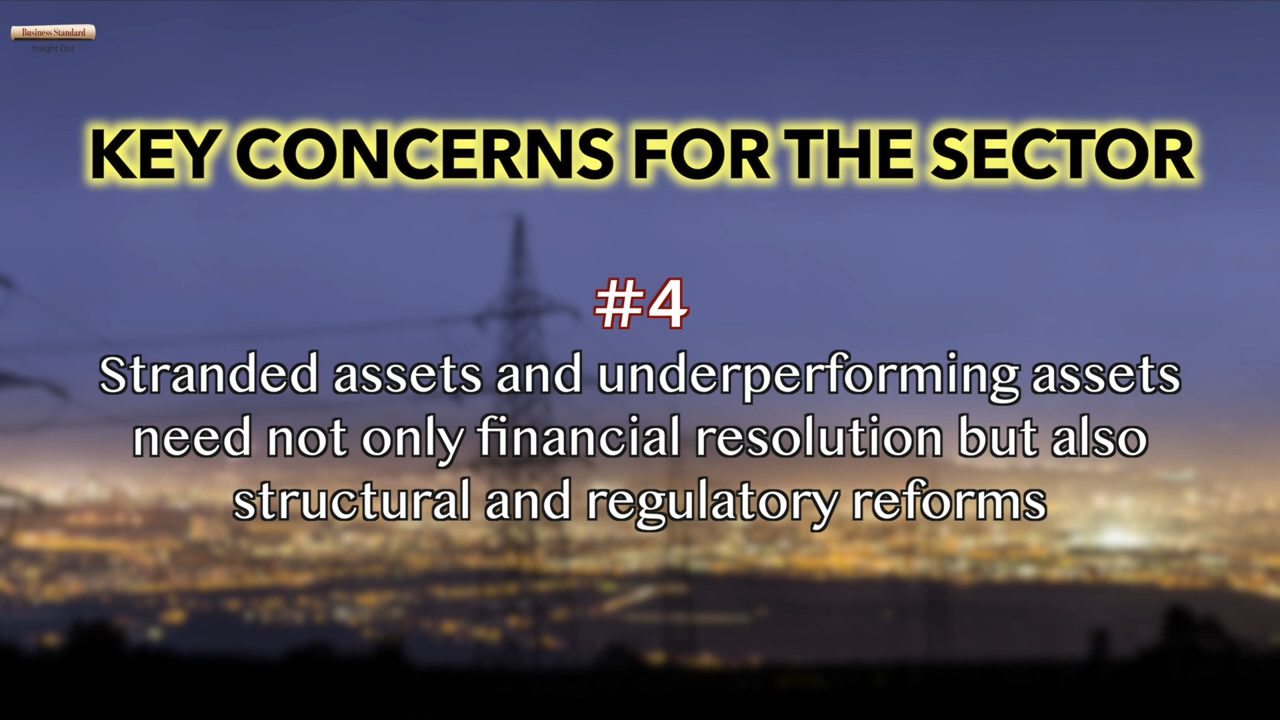 Business Standard
Insight Out
KEY CONCERNS FOR THE SECTOR
#4
Stranded assets and underperforming assets
need not only financial resolution but also
structural and regulatory reforms